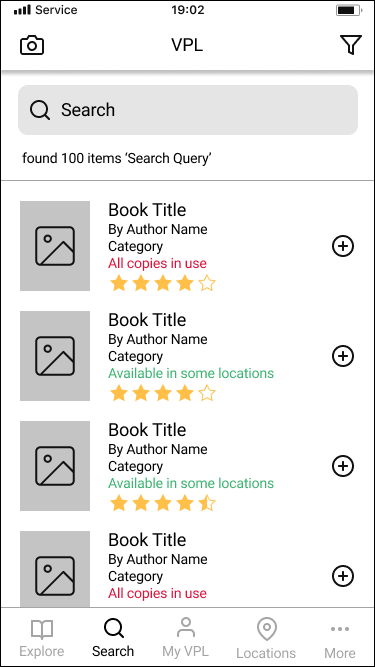 Service 19:02
VPL
Search
found 100 items ‘Search Query’
Book Title
By Author Name
Category
All copies in use
Book Title
By Author Name
Category
Available in some locations
Book Title
By Author Name
Category
Available in some locations
Book Title
By Author Name
Category
All copies in use
Explore Search My VPL Locations More